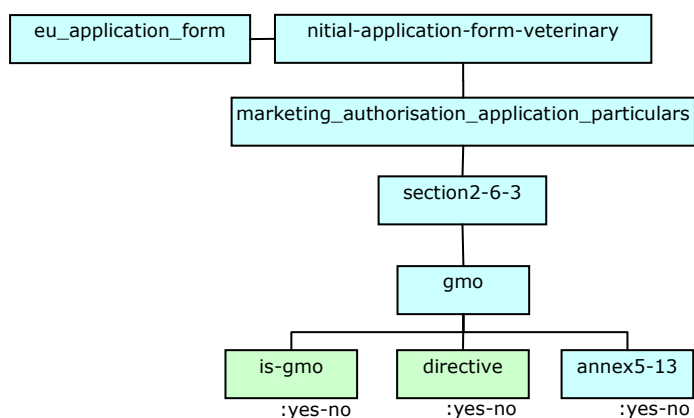 eu_application_form
nitial-application-form-veterinary
marketing_authorisation_application_particulars
section2-6-3
gmo
is-gmo directive annex5-13
:yes-no :yes-no :yes-no